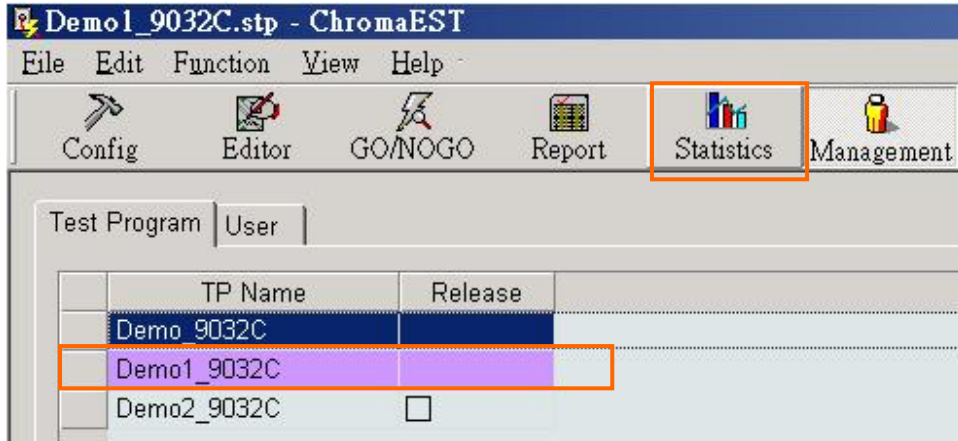 Demo1_9032C.stp - ChromaEST
File Edit Function View Help
Config Editor GO/NOGO Report Statistics Management
Test Program User
TP Name Release
Demo_9032C
Demo1_9032C
Demo2_9032C